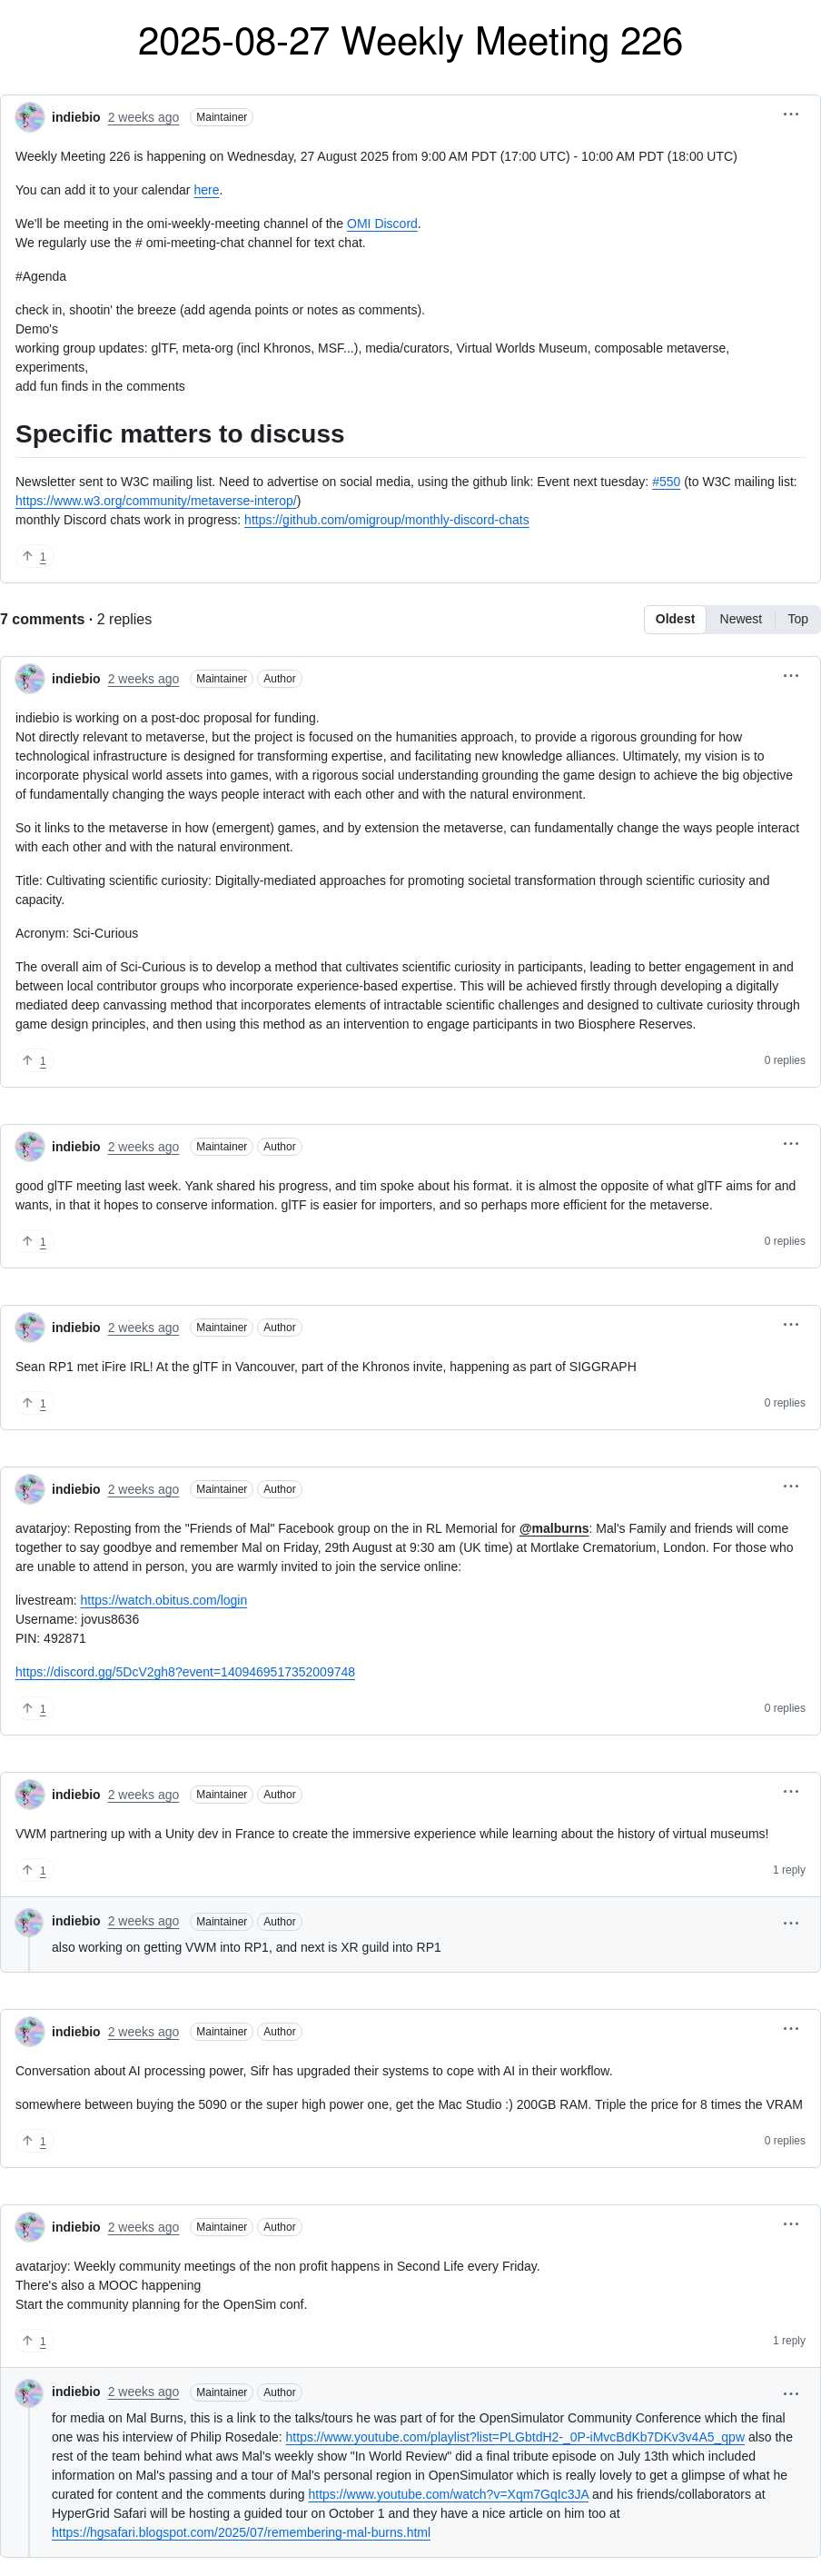 2025-08-27 Weekly Meeting 226
indiebio 2 weeks ago Maintainer
Weekly Meeting 226 is happening on Wednesday, 27 August 2025 from 9:00 AM PDT (17:00 UTC) - 10:00 AM PDT (18:00 UTC)
You can add it to your calendar here.
We'll be meeting in the omi-weekly-meeting channel of the OMI Discord.
We regularly use the # omi-meeting-chat channel for text chat.
#Agenda
check in, shootin' the breeze (add agenda points or notes as comments).
Demo's
working group updates: glTF, meta-org (incl Khronos, MSF...), media/curators, Virtual Worlds Museum, composable metaverse,
experiments,
add fun finds in the comments
Specific matters to discuss
Newsletter sent to W3C mailing list. Need to advertise on social media, using the github link: Event next tuesday: #550 (to W3C mailing list:
https://www.w3.org/community/metaverse-interop/)
monthly Discord chats work in progress: https://github.com/omigroup/monthly-discord-chats
1
7 comments · 2 replies Oldest Newest Top
indiebio 2 weeks ago Maintainer Author
indiebio is working on a post-doc proposal for funding.
Not directly relevant to metaverse, but the project is focused on the humanities approach, to provide a rigorous grounding for how
technological infrastructure is designed for transforming expertise, and facilitating new knowledge alliances. Ultimately, my vision is to
incorporate physical world assets into games, with a rigorous social understanding grounding the game design to achieve the big objective
of fundamentally changing the ways people interact with each other and with the natural environment.
So it links to the metaverse in how (emergent) games, and by extension the metaverse, can fundamentally change the ways people interact
with each other and with the natural environment.
Title: Cultivating scientific curiosity: Digitally-mediated approaches for promoting societal transformation through scientific curiosity and
capacity.
Acronym: Sci-Curious
The overall aim of Sci-Curious is to develop a method that cultivates scientific curiosity in participants, leading to better engagement in and
between local contributor groups who incorporate experience-based expertise. This will be achieved firstly through developing a digitally
mediated deep canvassing method that incorporates elements of intractable scientific challenges and designed to cultivate curiosity through
game design principles, and then using this method as an intervention to engage participants in two Biosphere Reserves.
1 0 replies
indiebio 2 weeks ago Maintainer Author
good glTF meeting last week. Yank shared his progress, and tim spoke about his format. it is almost the opposite of what glTF aims for and
wants, in that it hopes to conserve information. glTF is easier for importers, and so perhaps more efficient for the metaverse.
1 0 replies
indiebio 2 weeks ago Maintainer Author
Sean RP1 met iFire IRL! At the glTF in Vancouver, part of the Khronos invite, happening as part of SIGGRAPH
1 0 replies
indiebio 2 weeks ago Maintainer Author
avatarjoy: Reposting from the "Friends of Mal" Facebook group on the in RL Memorial for @malburns: Mal's Family and friends will come
together to say goodbye and remember Mal on Friday, 29th August at 9:30 am (UK time) at Mortlake Crematorium, London. For those who
are unable to attend in person, you are warmly invited to join the service online:
livestream: https://watch.obitus.com/login
Username: jovus8636
PIN: 492871
https://discord.gg/5DcV2gh8?event=1409469517352009748
1 0 replies
indiebio 2 weeks ago Maintainer Author
VWM partnering up with a Unity dev in France to create the immersive experience while learning about the history of virtual museums!
1 1 reply
indiebio 2 weeks ago Maintainer Author
also working on getting VWM into RP1, and next is XR guild into RP1
indiebio 2 weeks ago Maintainer Author
Conversation about AI processing power, Sifr has upgraded their systems to cope with AI in their workflow.
somewhere between buying the 5090 or the super high power one, get the Mac Studio :) 200GB RAM. Triple the price for 8 times the VRAM
1 0 replies
indiebio 2 weeks ago Maintainer Author
avatarjoy: Weekly community meetings of the non profit happens in Second Life every Friday.
There's also a MOOC happening
Start the community planning for the OpenSim conf.
1 1 reply
indiebio 2 weeks ago Maintainer Author
for media on Mal Burns, this is a link to the talks/tours he was part of for the OpenSimulator Community Conference which the final
one was his interview of Philip Rosedale: https://www.youtube.com/playlist?list=PLGbtdH2-_0P-iMvcBdKb7DKv3v4A5_qpw also the
rest of the team behind what aws Mal's weekly show "In World Review" did a final tribute episode on July 13th which included
information on Mal's passing and a tour of Mal's personal region in OpenSimulator which is really lovely to get a glimpse of what he
curated for content and the comments during https://www.youtube.com/watch?v=Xqm7GqIc3JA and his friends/collaborators at
HyperGrid Safari will be hosting a guided tour on October 1 and they have a nice article on him too at
https://hgsafari.blogspot.com/2025/07/remembering-mal-burns.html